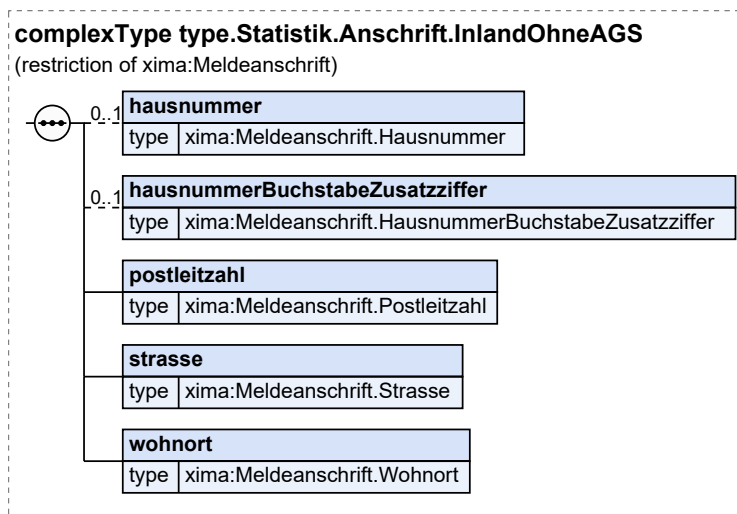 complexType type.Statistik.Anschrift.InlandOhneAGS
(restriction of xima:Meldeanschrift)
0..1
hausnummer
type xima:Meldeanschrift.Hausnummer
0..1
hausnummerBuchstabeZusatzziffer
type xima:Meldeanschrift.HausnummerBuchstabeZusatzziffer
postleitzahl
type xima:Meldeanschrift.Postleitzahl
strasse
type xima:Meldeanschrift.Strasse
wohnort
type xima:Meldeanschrift.Wohnort